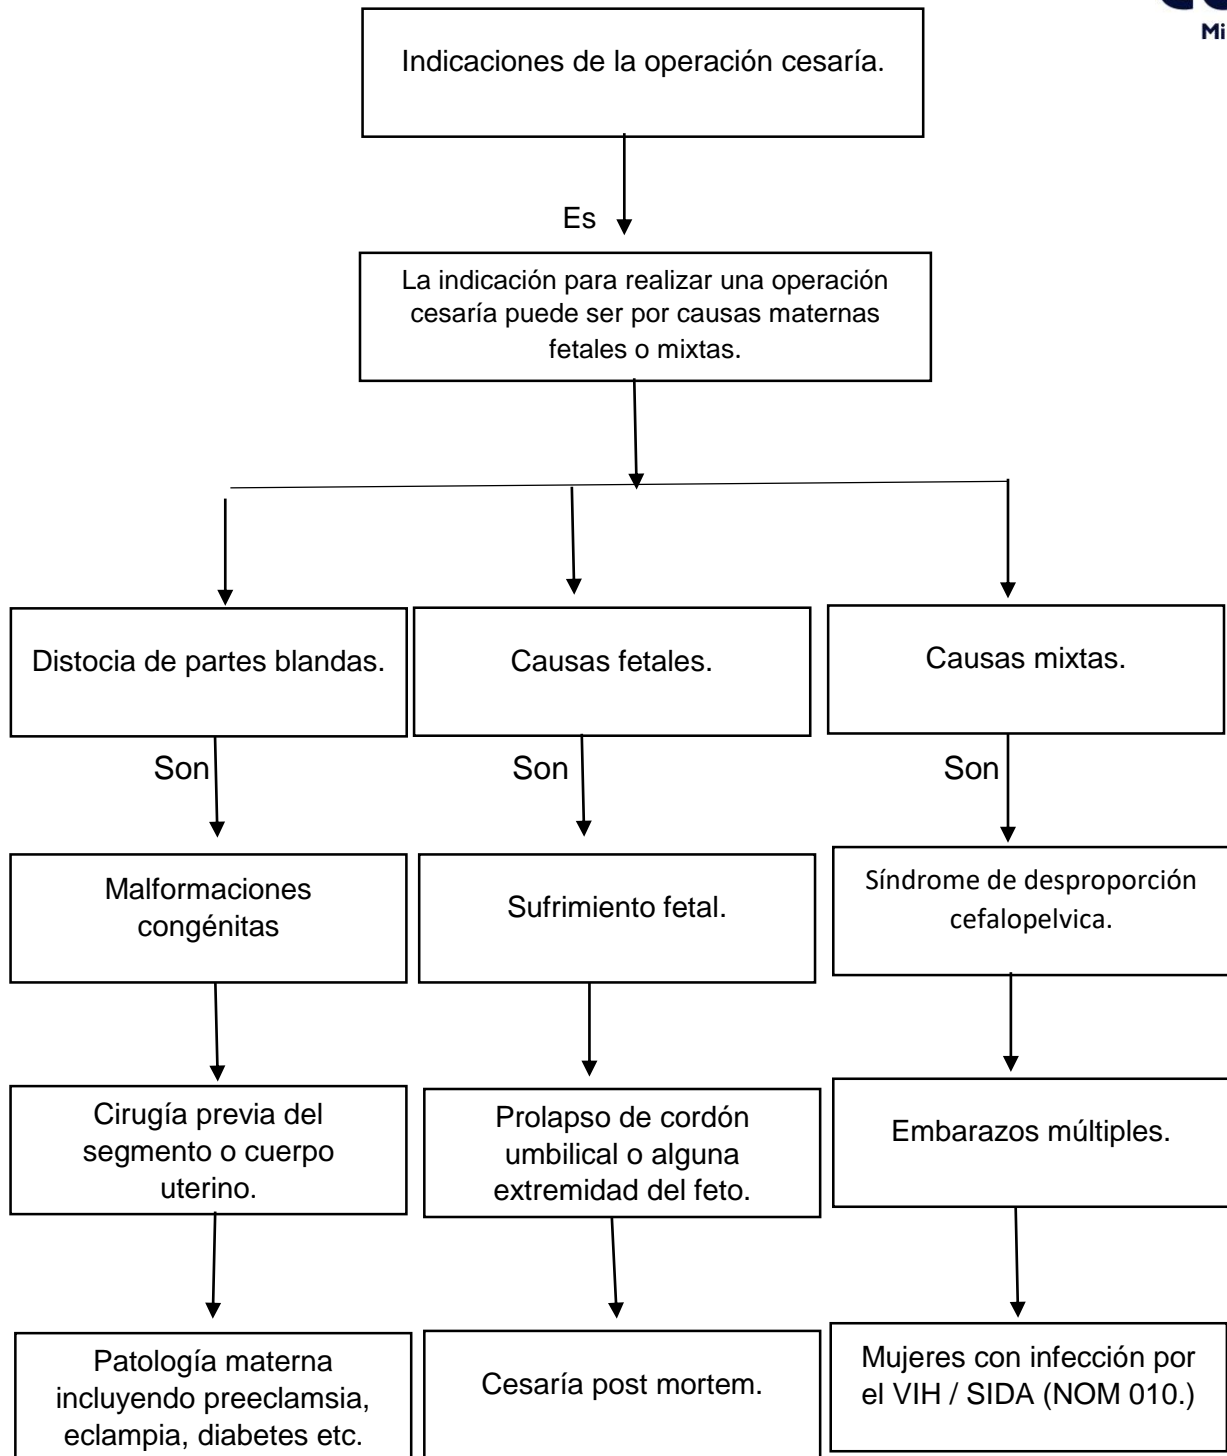 Mi
Indicaciones de la operación cesaría.
Es
La indicación para realizar una operación
cesaría puede ser por causas maternas
fetales o mixtas.
Distocia de partes blandas.
Causas fetales.
Causas mixtas.
Son
Son
Son
Malformaciones
congénitas
Sufrimiento fetal.
Síndrome de desproporción
cefalopelvica.
Cirugía previa del
segmento o cuerpo
uterino.
Prolapso de cordón
umbilical o alguna
extremidad del feto.
Embarazos múltiples.
Patología materna
incluyendo preeclamsia,
eclampia, diabetes etc.
Cesaría post mortem.
Mujeres con infección por
el VIH / SIDA (NOM 010.)